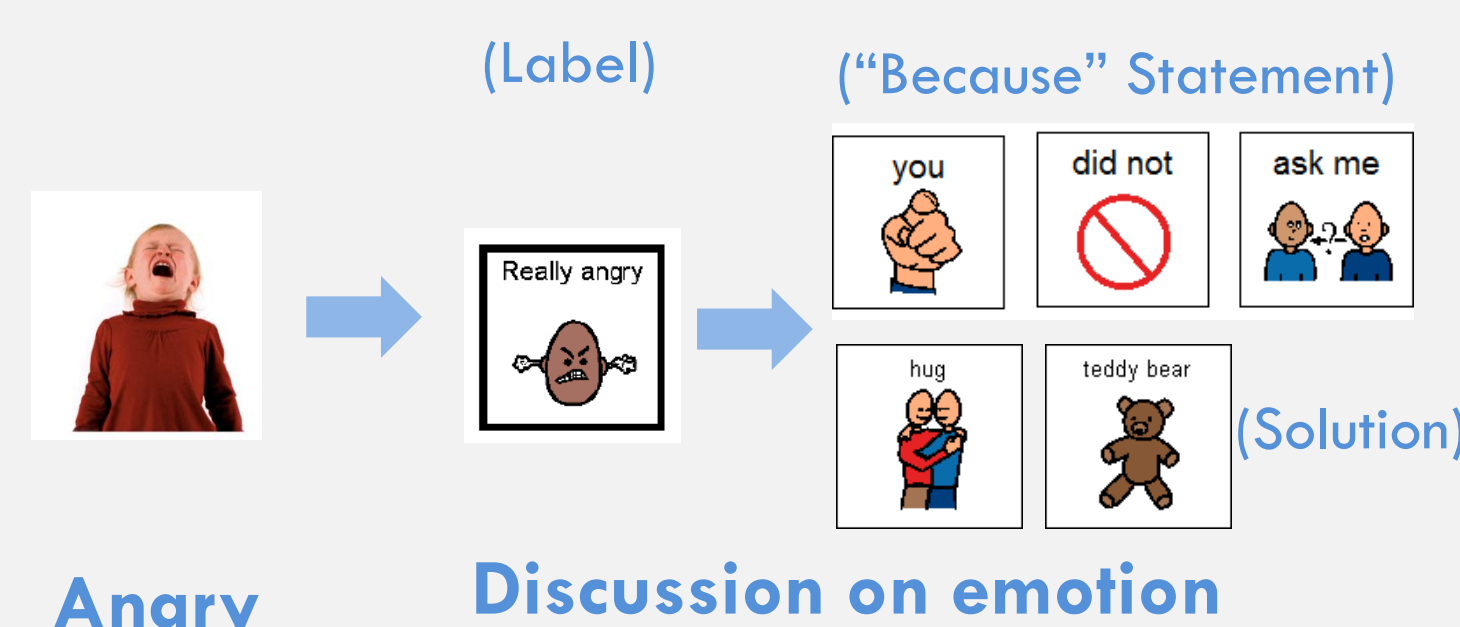 (Label)
(“Because” Statement)
you
did not
ask me
Really angry
hug
teddy bear
(Solution)
Angry
Discussion on emotion